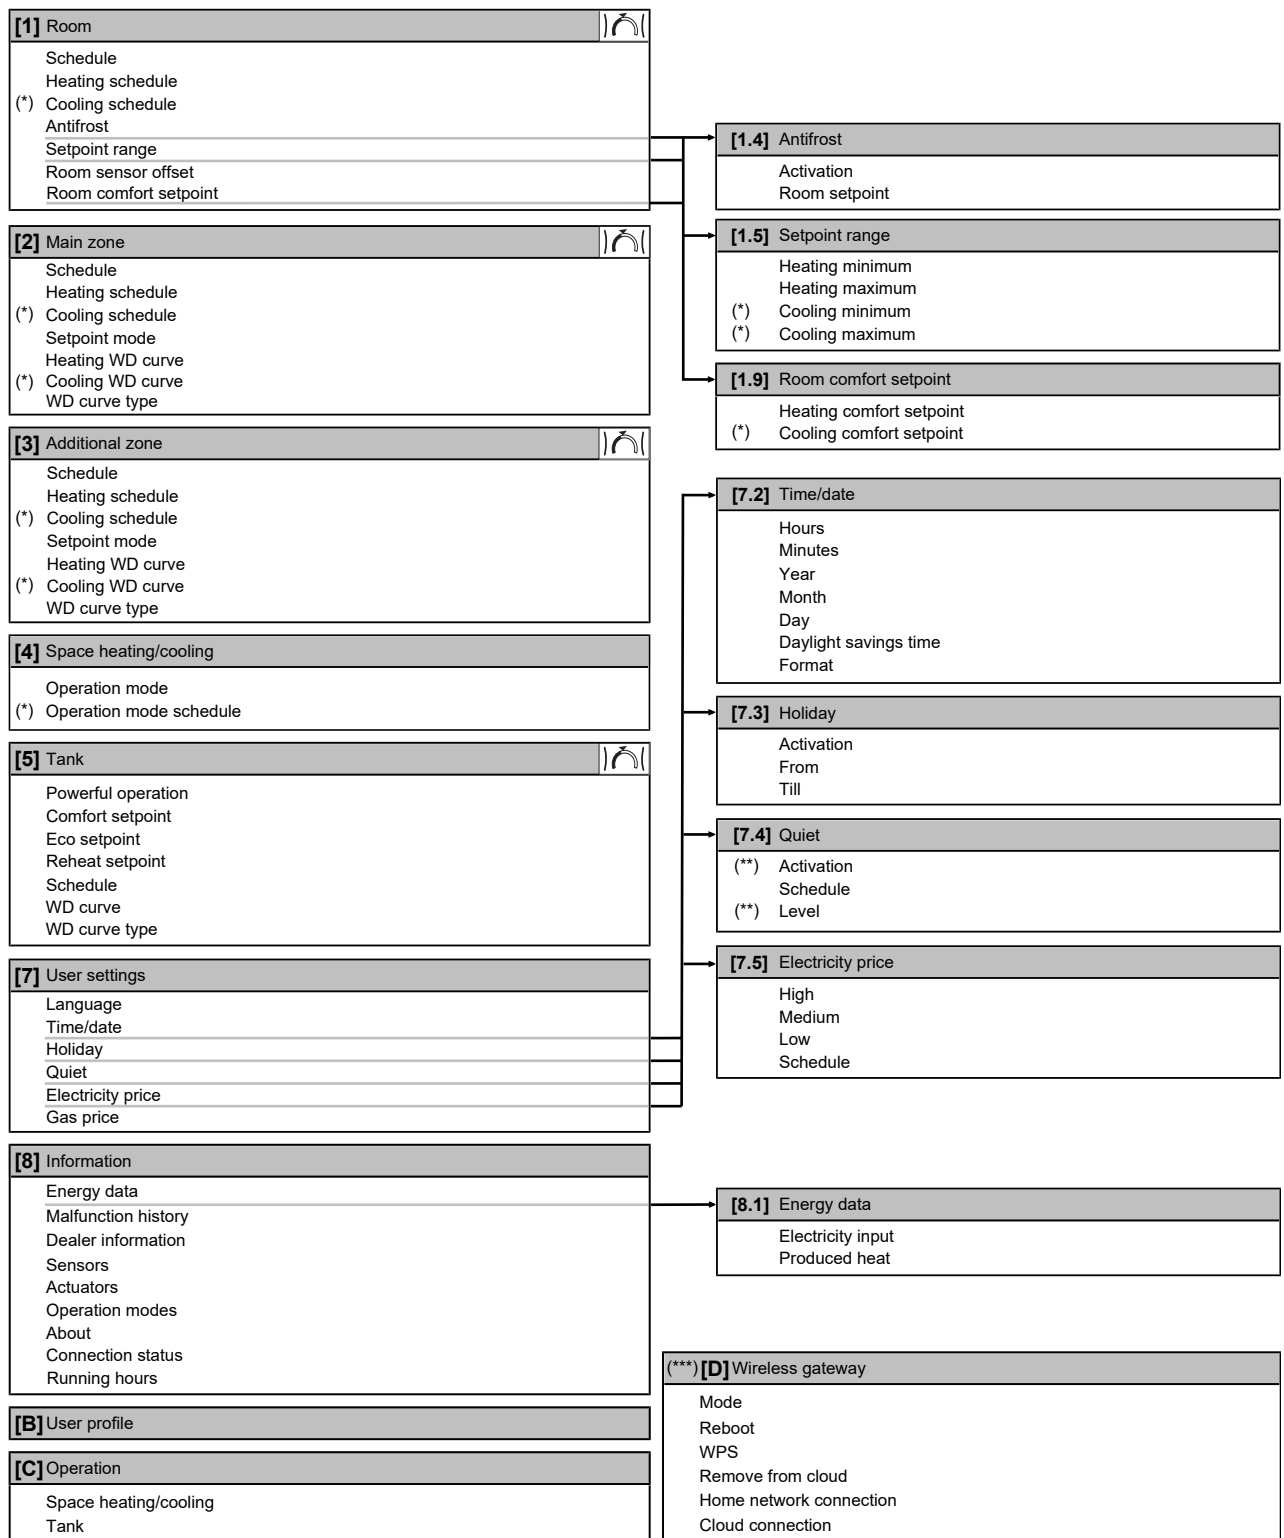 [1] Room
Schedule
Heating schedule
(*) Cooling schedule
Antifrost
Setpoint range
Room sensor offset
Room comfort setpoint
[2] Main zone
Schedule
Heating schedule
(*) Cooling schedule
Setpoint mode
Heating WD curve
(*) Cooling WD curve
WD curve type
[3] Additional zone
Schedule
Heating schedule
(*) Cooling schedule
Setpoint mode
Heating WD curve
(*) Cooling WD curve
WD curve type
[4] Space heating/cooling
Operation mode
(*) Operation mode schedule
[5] Tank
Powerful operation
Comfort setpoint
Eco setpoint
Reheat setpoint
Schedule
WD curve
WD curve type
[7] User settings
Language
Time/date
Holiday
Quiet
Electricity price
Gas price
[8] Information
Energy data
Malfunction history
Dealer information
Sensors
Actuators
Operation modes
About
Connection status
Running hours
[B] User profile
[C] Operation
Space heating/cooling
Tank
[1.4] Antifrost
Activation
Room setpoint
[1.5] Setpoint range
Heating minimum
Heating maximum
(*) Cooling minimum
(*) Cooling maximum
[1.9] Room comfort setpoint
Heating comfort setpoint
(*) Cooling comfort setpoint
[7.2] Time/date
Hours
Minutes
Year
Month
Day
Daylight savings time
Format
[7.3] Holiday
Activation
From
Till
[7.4] Quiet
(**) Activation
Schedule
(**) Level
[7.5] Electricity price
High
Medium
Low
Schedule
[8.1] Energy data
Electricity input
Produced heat
(***) [D] Wireless gateway
Mode
Reboot
WPS
Remove from cloud
Home network connection
Cloud connection